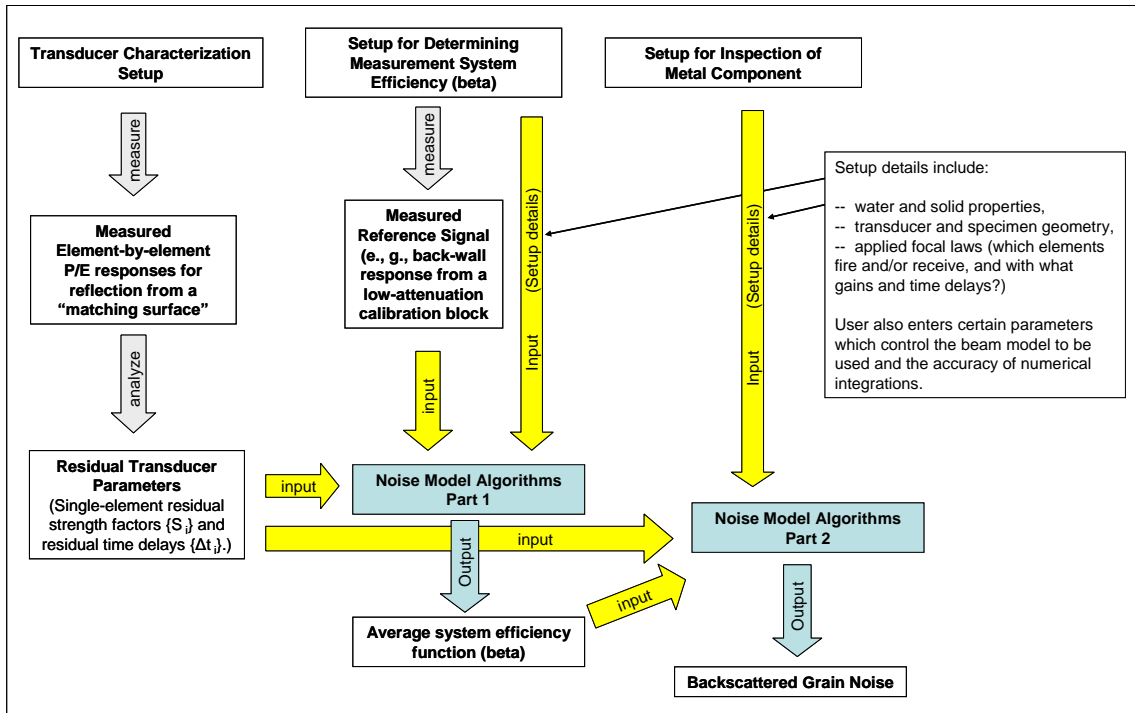 Transducer Characterization
Setup
Setup for Determining
Measurement System
Efficiency (beta)
Setup for Inspection of
Metal Component
measure
measure
Input (Setup details)
Input (Setup details)
Setup details include:
-- water and solid properties,
-- transducer and specimen geometry,
-- applied focal laws (which elements
fire and/or receive, and with what
gains and time delays?)
User also enters certain parameters
which control the beam model to be
used and the accuracy of numerical
integrations.
Measured
Element-by-element
P/E responses for
reflection from a
“matching surface”
Measured
Reference Signal
(e., g., back-wall
response from a
low-attenuation
calibration block
analyze
input
Residual Transducer
Parameters
(Single-element residual
strength factors {S i} and
residual time delays {Δt i}.)
input
Noise Model Algorithms
Part 1
input
Noise Model Algorithms
Part 2
Output
input
Output
Average system efficiency
function (beta)
Backscattered Grain Noise